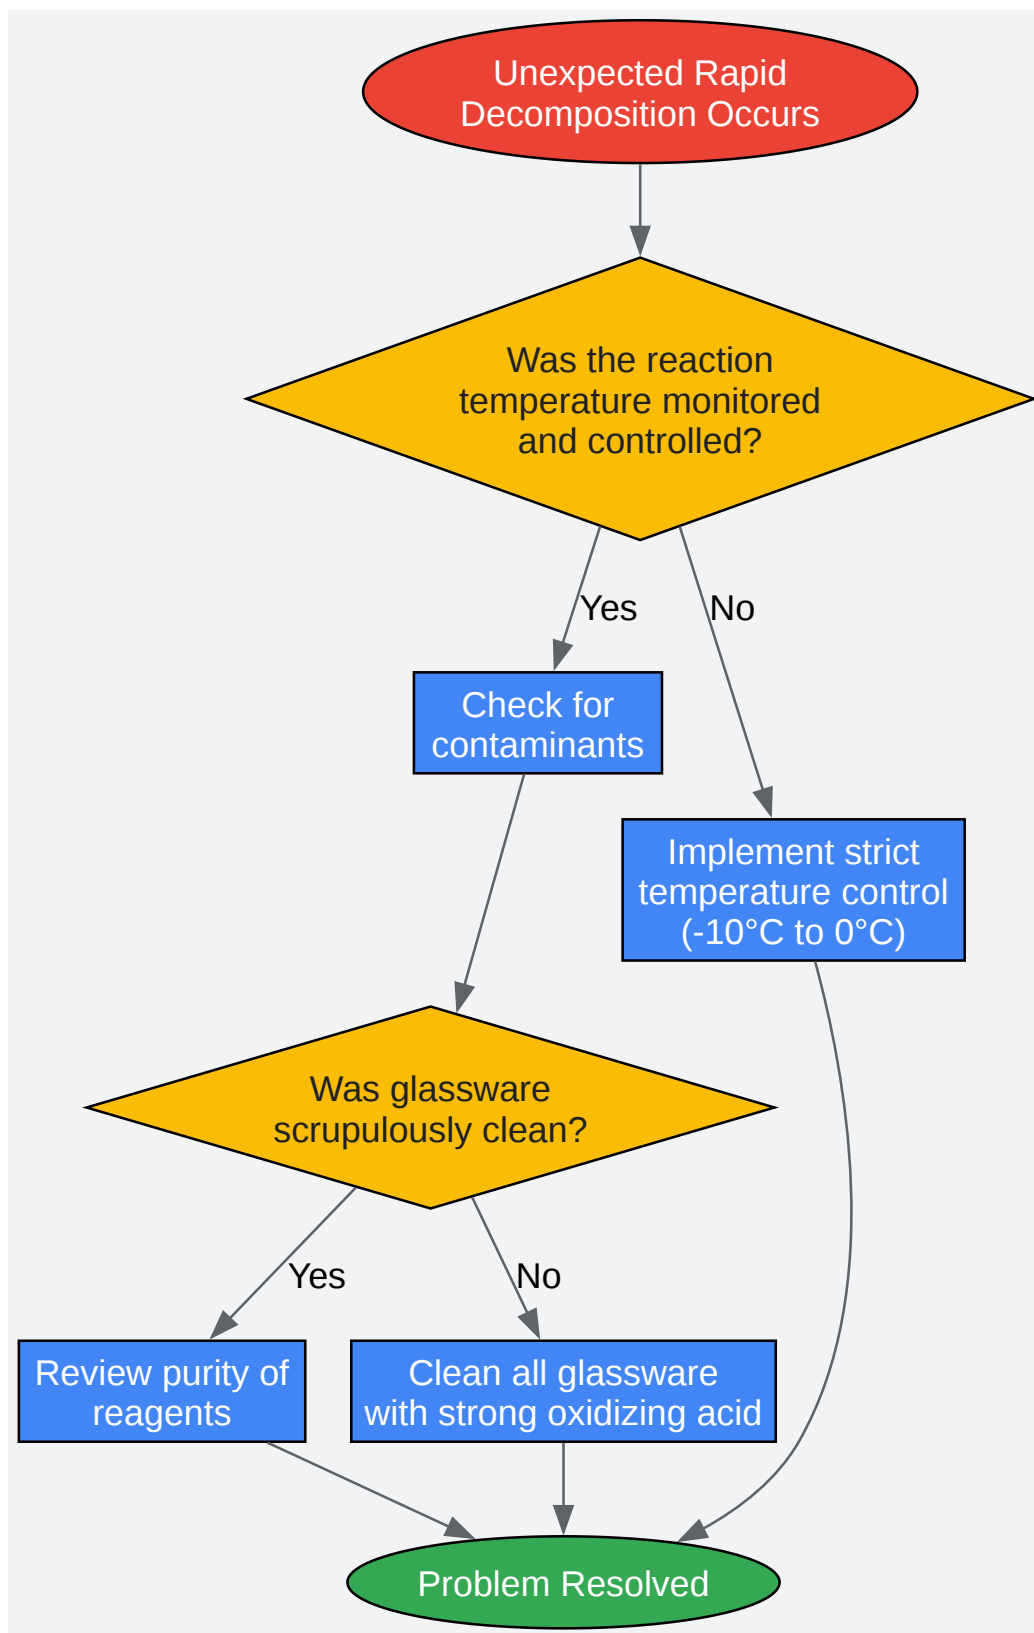 Unexpected Rapid
Decomposition Occurs
Was the reaction
temperature monitored
and controlled?
Yes
No
Check for
contaminants
Implement strict
temperature control
(-10°C to 0°C)
Was glassware
scrupulously clean?
Yes
No
Review purity of
reagents
Clean all glassware
with strong oxidizing acid
Problem Resolved